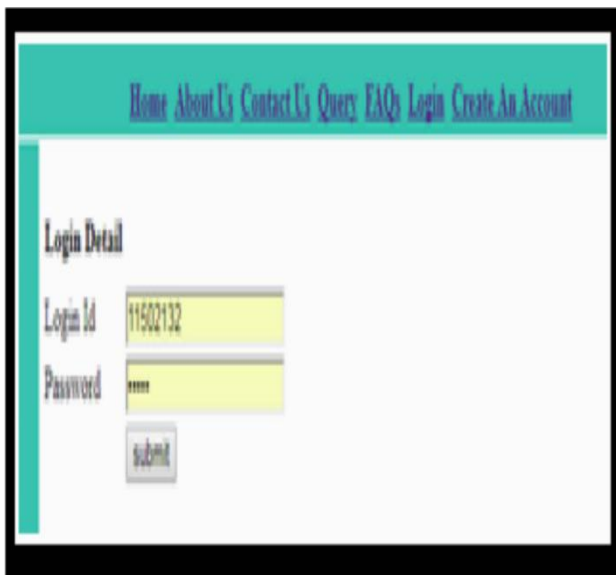 Home About Us Contact Us Query FAQs Login Create An Account
Login Detail
Login Id 11502132
Password •••••
submit